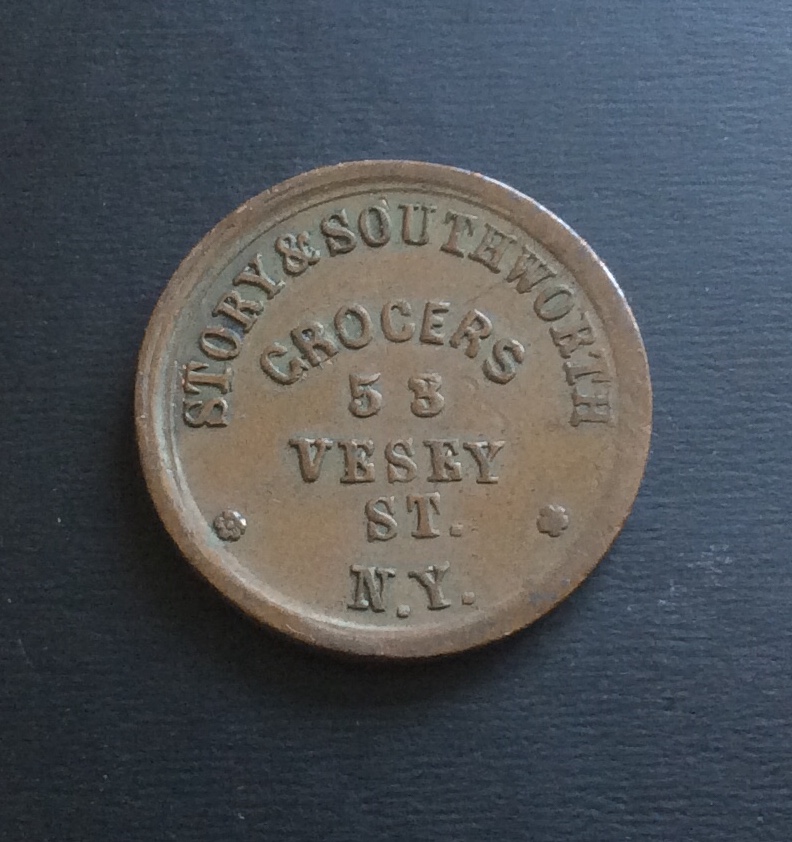 STORY & SOUTHWORTH
GROCERS
53
VESEY
ST.
N.Y.